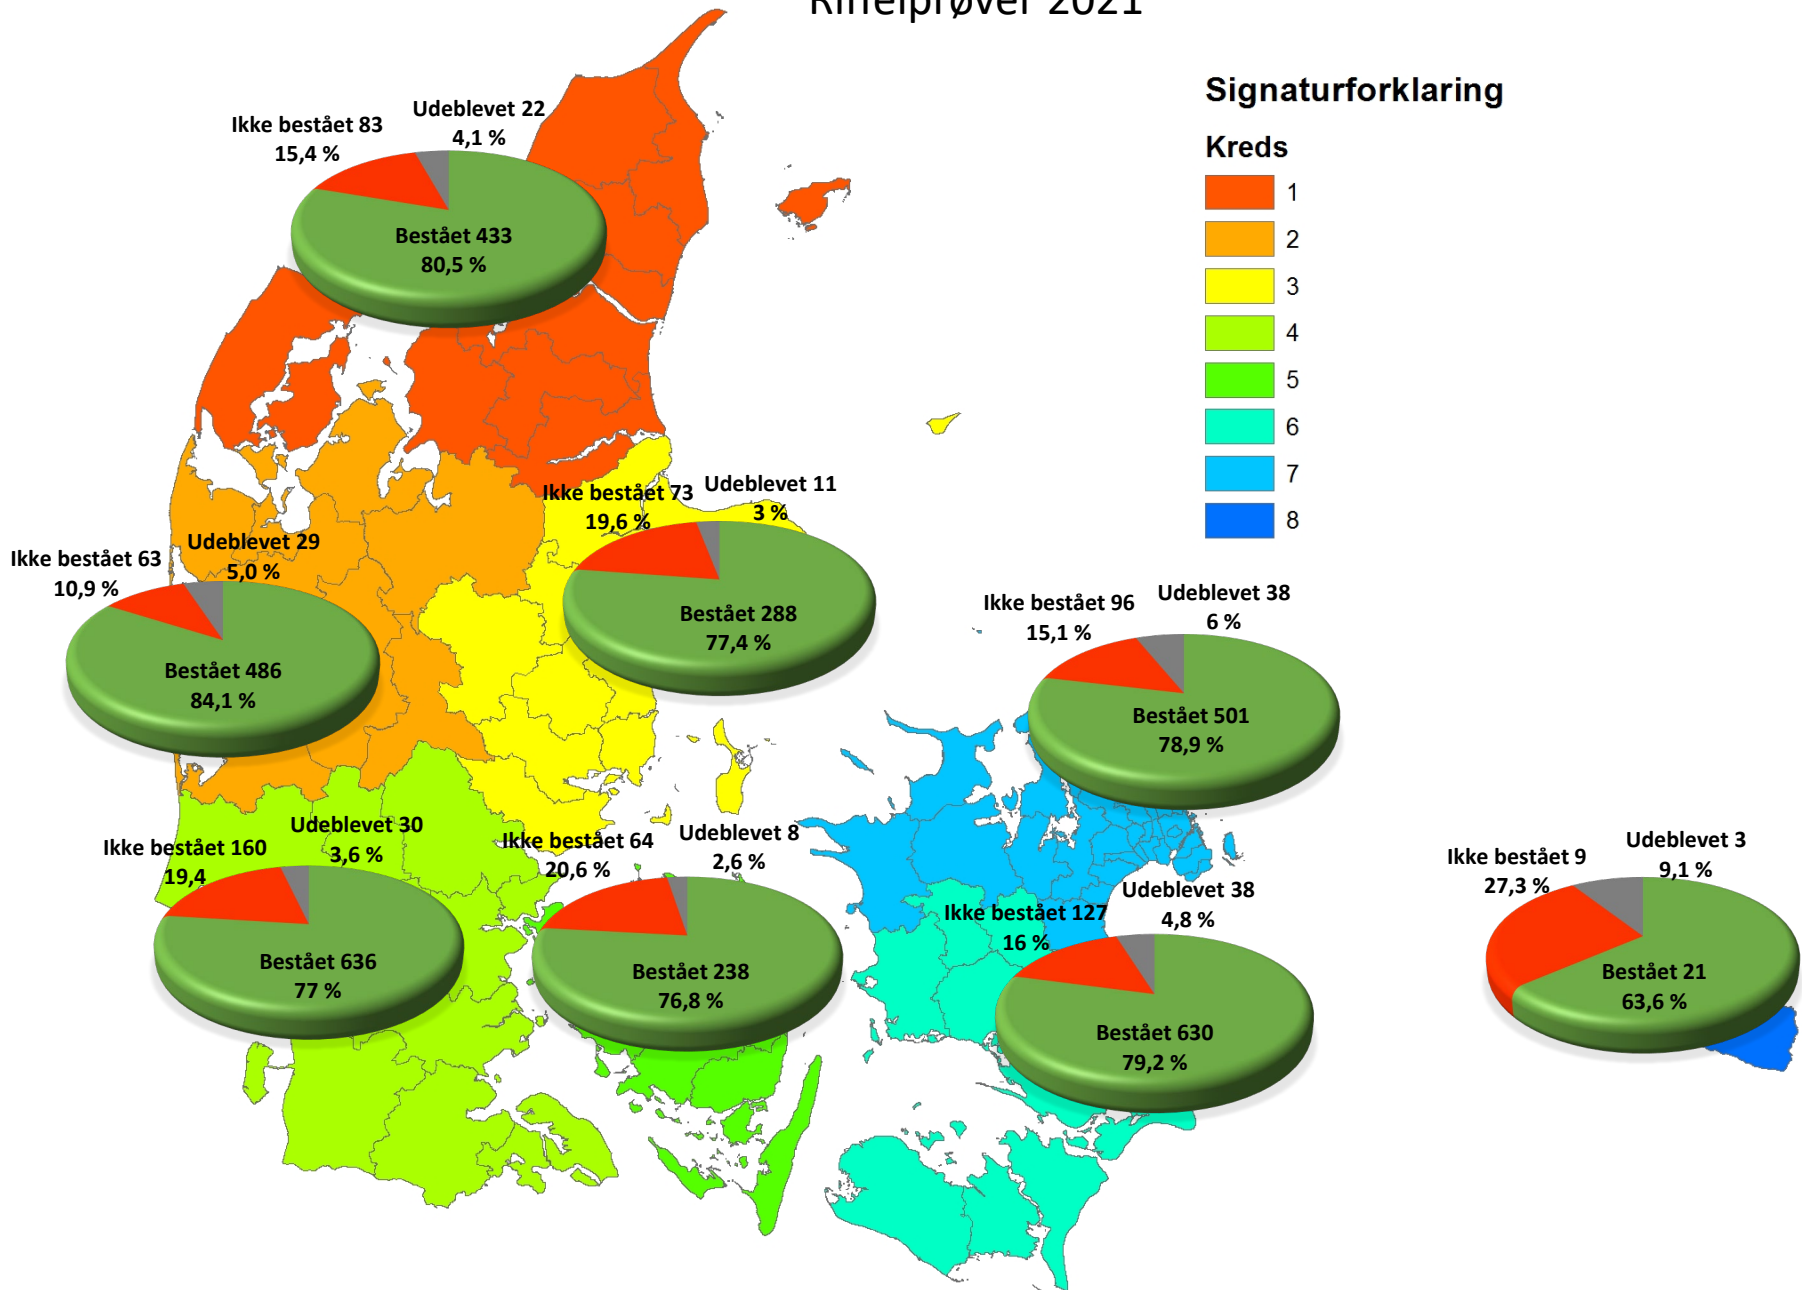 Riffelprøver 2021
Signaturforklaring
Kreds
1
2
3
4
5
6
7
8
Ikke bestået 83
15,4 %
Udeblevet 22
4,1 %
Bestået 433
80,5 %
Ikke bestået 73
19,6 %
Udeblevet 11
3 %
Bestået 288
77,4 %
Ikke bestået 63
10,9 %
Udeblevet 29
5,0 %
Bestået 486
84,1 %
Ikke bestået 96
15,1 %
Udeblevet 38
6 %
Bestået 501
78,9 %
Ikke bestået 160
19,4
Udeblevet 30
3,6 %
Bestået 636
77 %
Ikke bestået 64
20,6 %
Udeblevet 8
2,6 %
Bestået 238
76,8 %
Ikke bestået 127
16 %
Udeblevet 38
4,8 %
Bestået 630
79,2 %
Ikke bestået 9
27,3 %
Udeblevet 3
9,1 %
Bestået 21
63,6 %